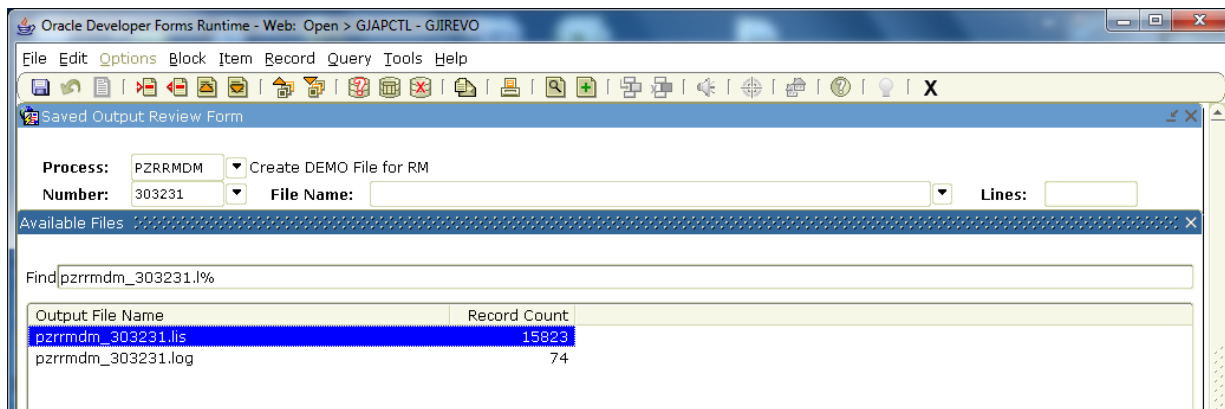 Oracle Developer Forms Runtime - Web: Open > GJAPCTL - GJIREVO
File Edit Options Block Item Record Query Tools Help
X
Saved Output Review Form
Process: PZRRMDM Create DEMO File for RM
Number: 303231 File Name: Lines:
Available Files
Find pzrrmdm_303231.l%
Output File Name Record Count
pzrrmdm_303231.lis 15823
pzrrmdm_303231.log 74